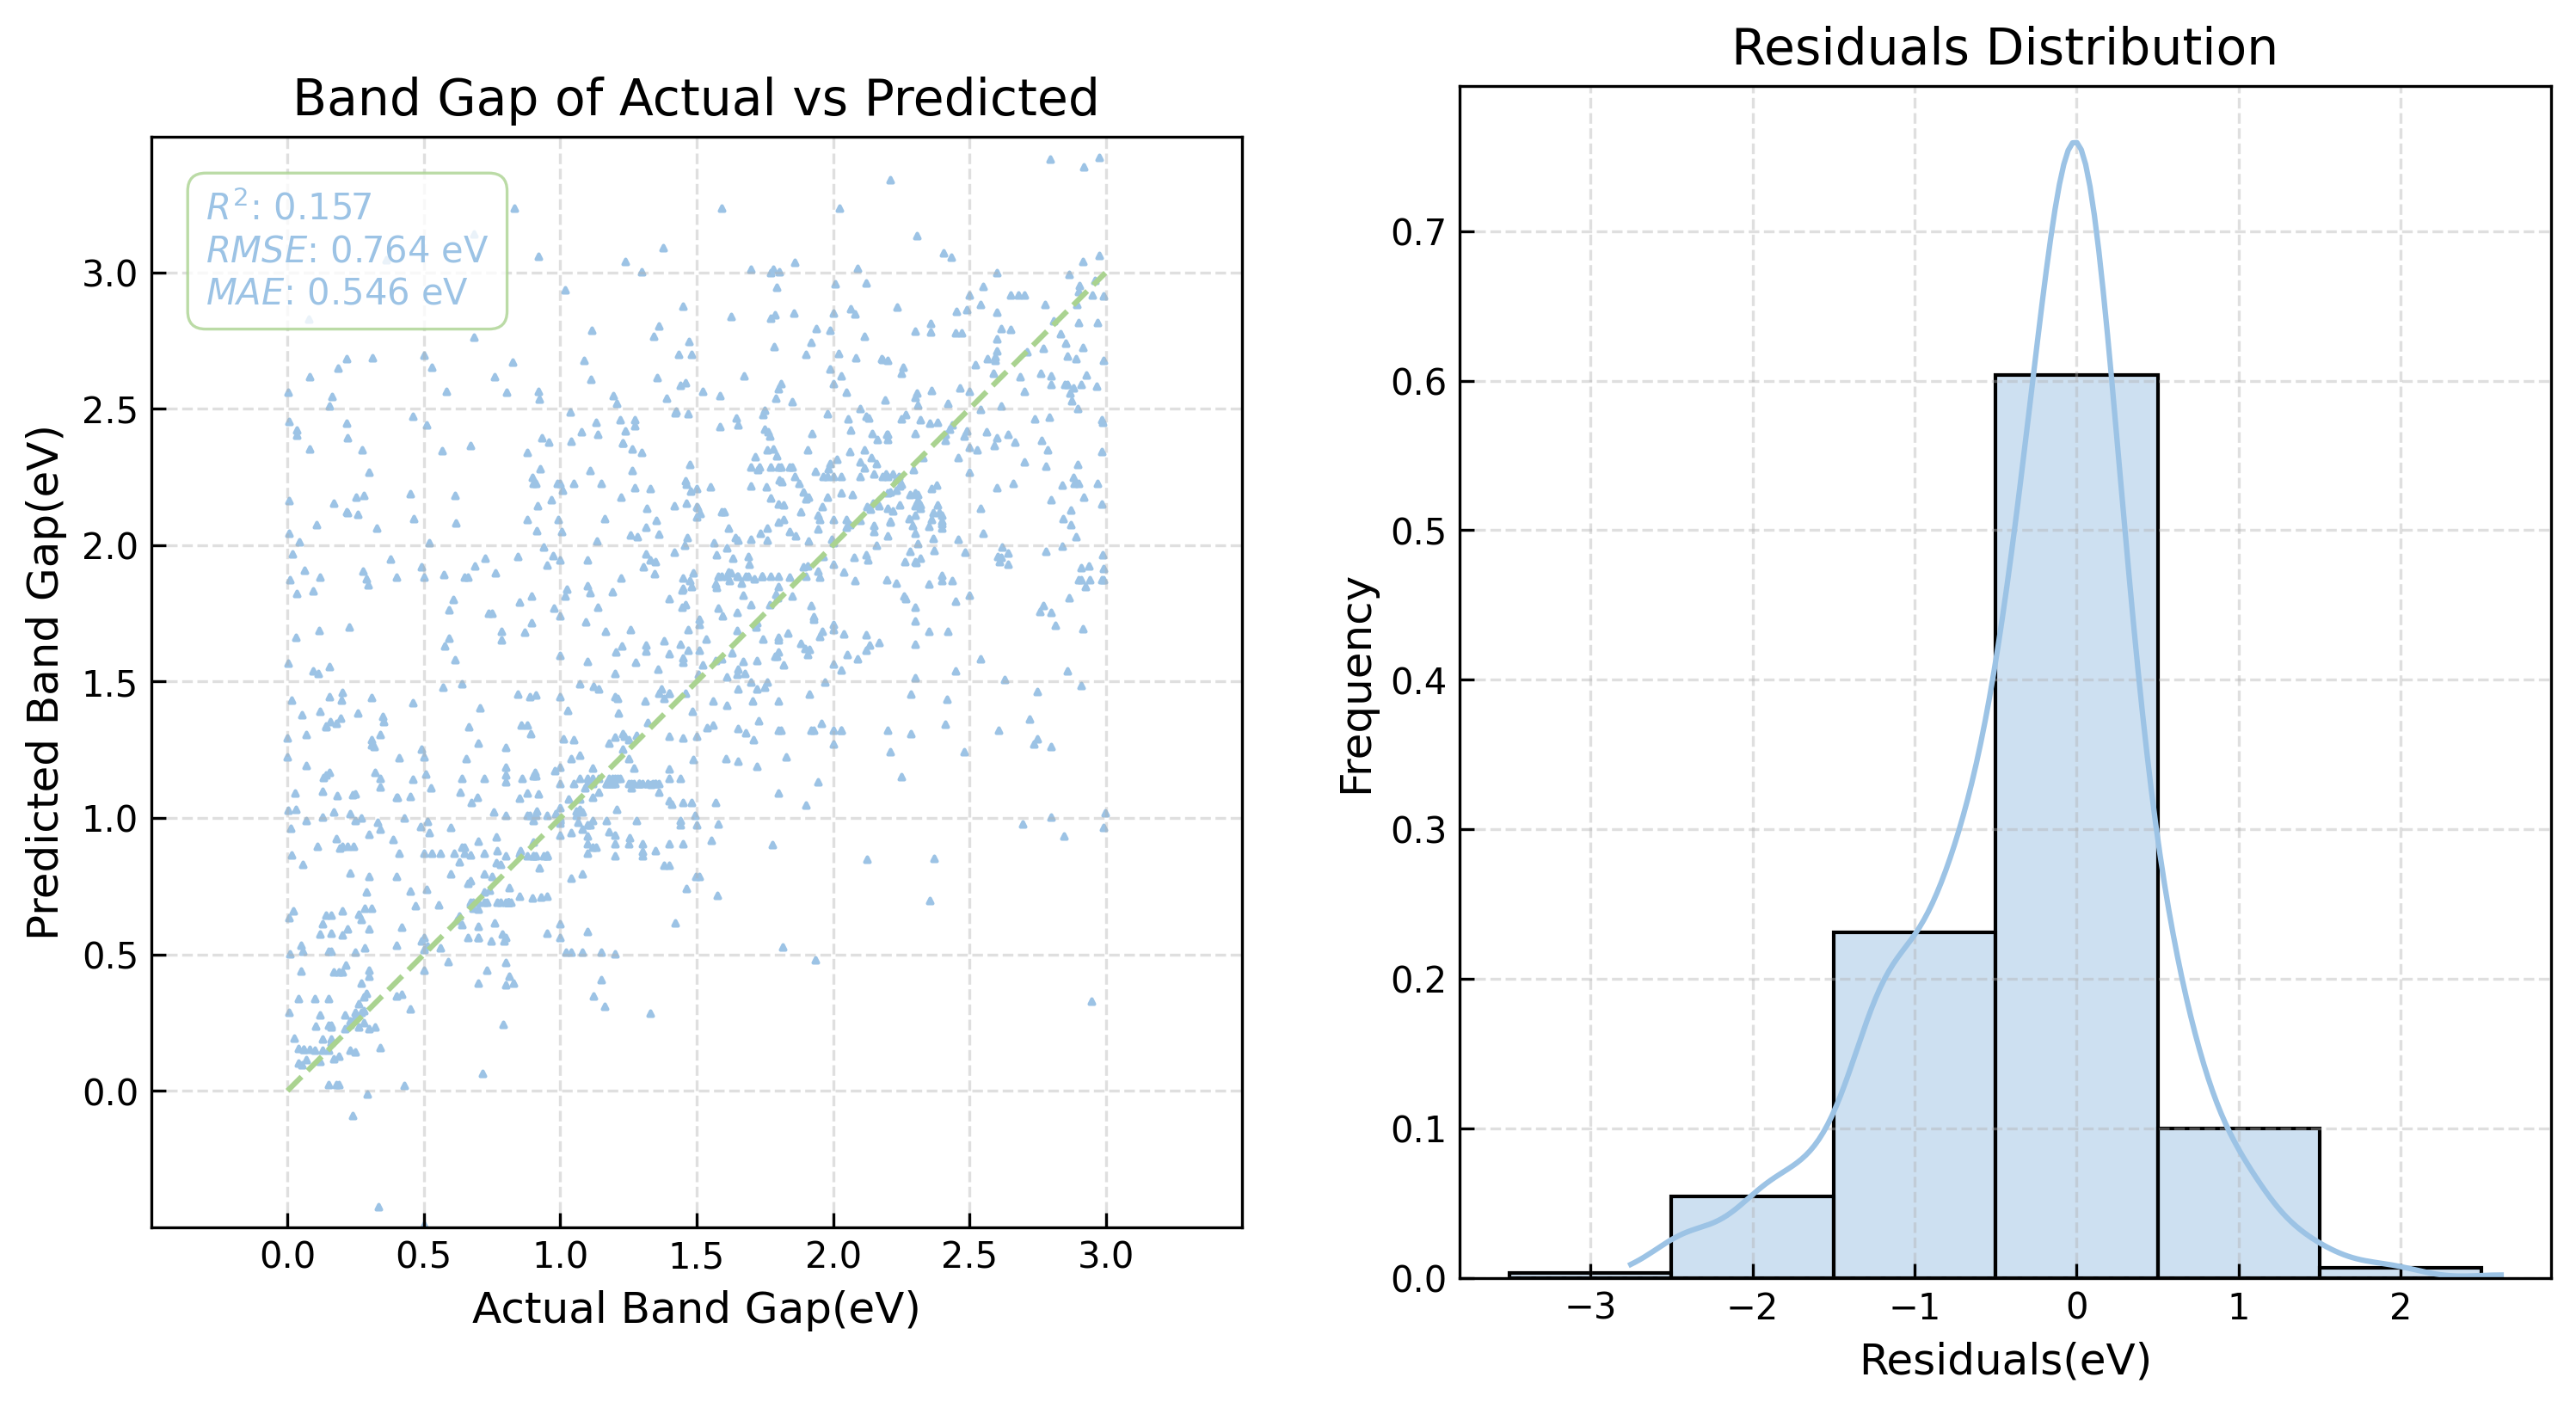 Band Gap of Actual vs Predicted
R²: 0.157
RMSE: 0.764 eV
MAE: 0.546 eV
Predicted Band Gap(eV)
3.0
2.5
2.0
1.5
1.0
0.5
0.0
0.0 0.5 1.0 1.5 2.0 2.5 3.0
Actual Band Gap(eV)
Residuals Distribution
Frequency
0.7
0.6
0.5
0.4
0.3
0.2
0.1
0.0
−3 −2 −1 0 1 2
Residuals(eV)